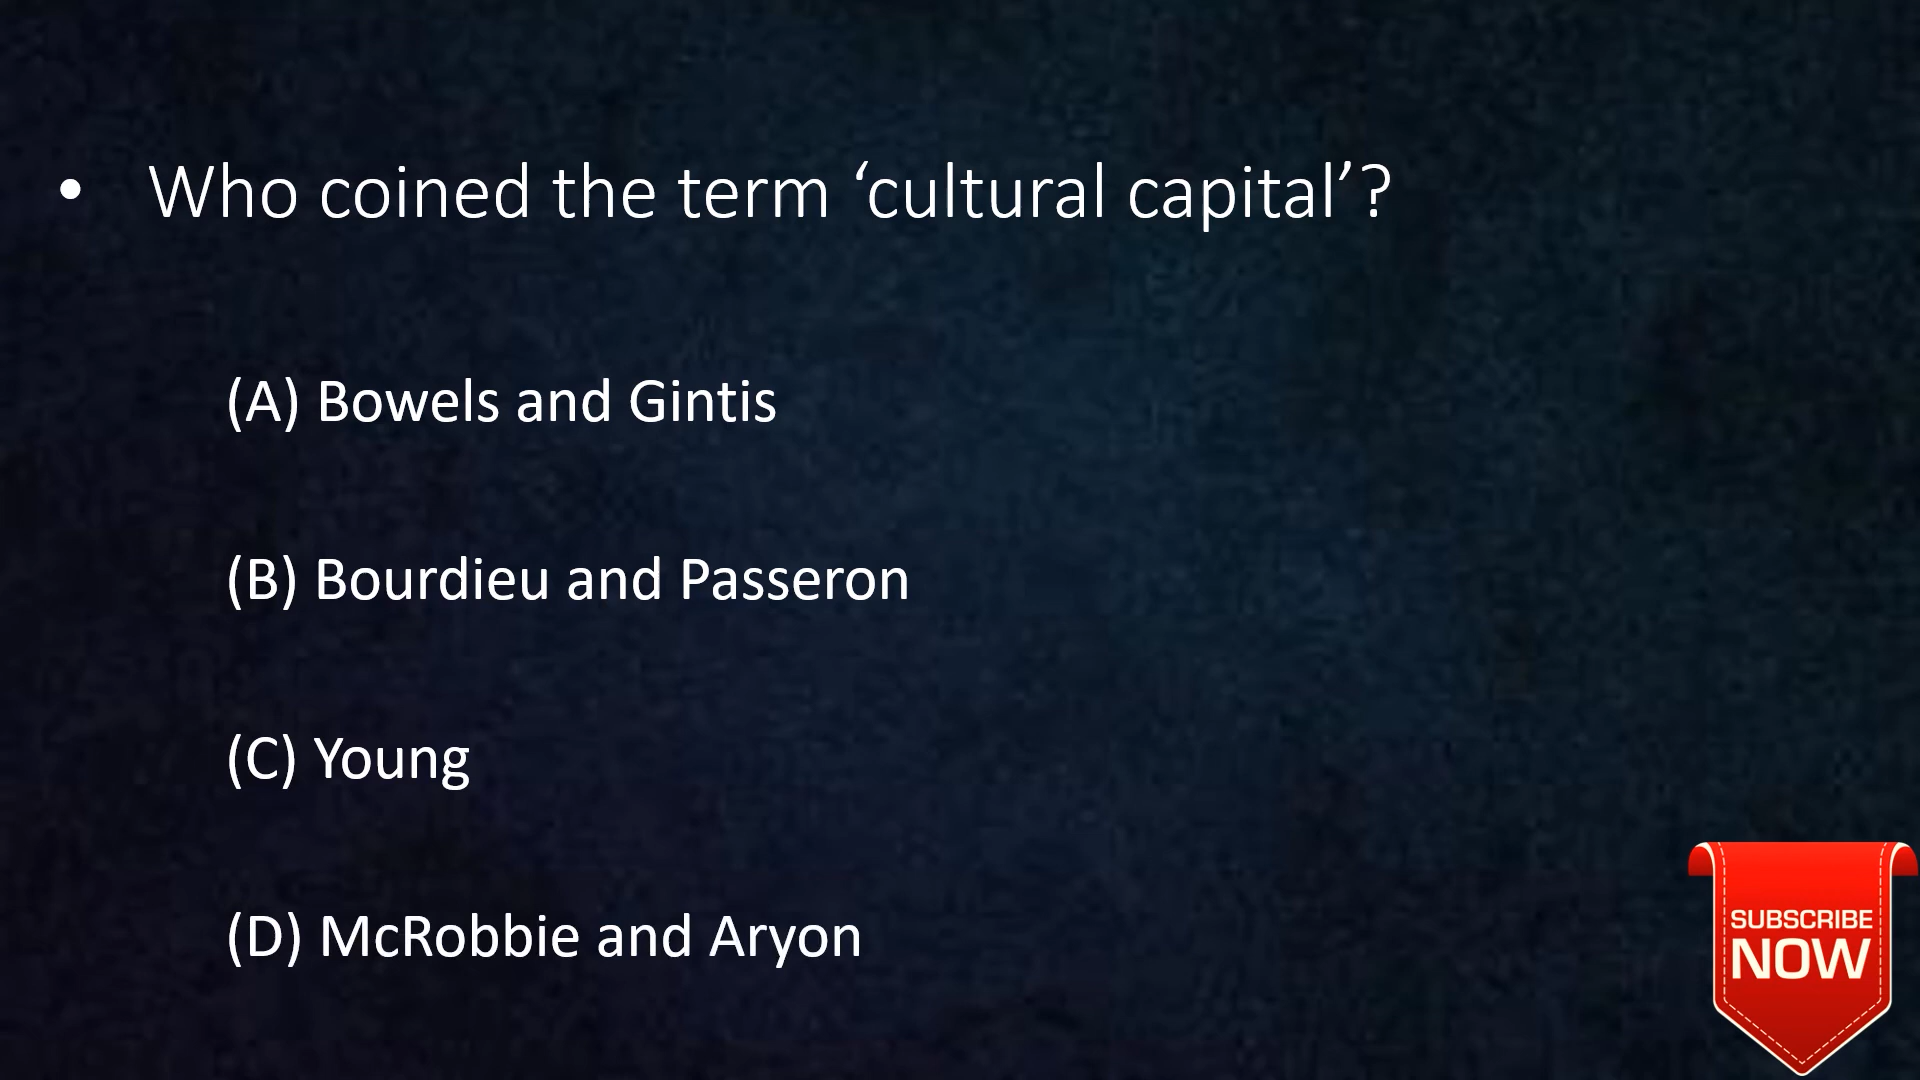 • Who coined the term ‘cultural capital’?
(A) Bowels and Gintis
(B) Bourdieu and Passeron
(C) Young
(D) McRobbie and Aryon
SUBSCRIBE
NOW